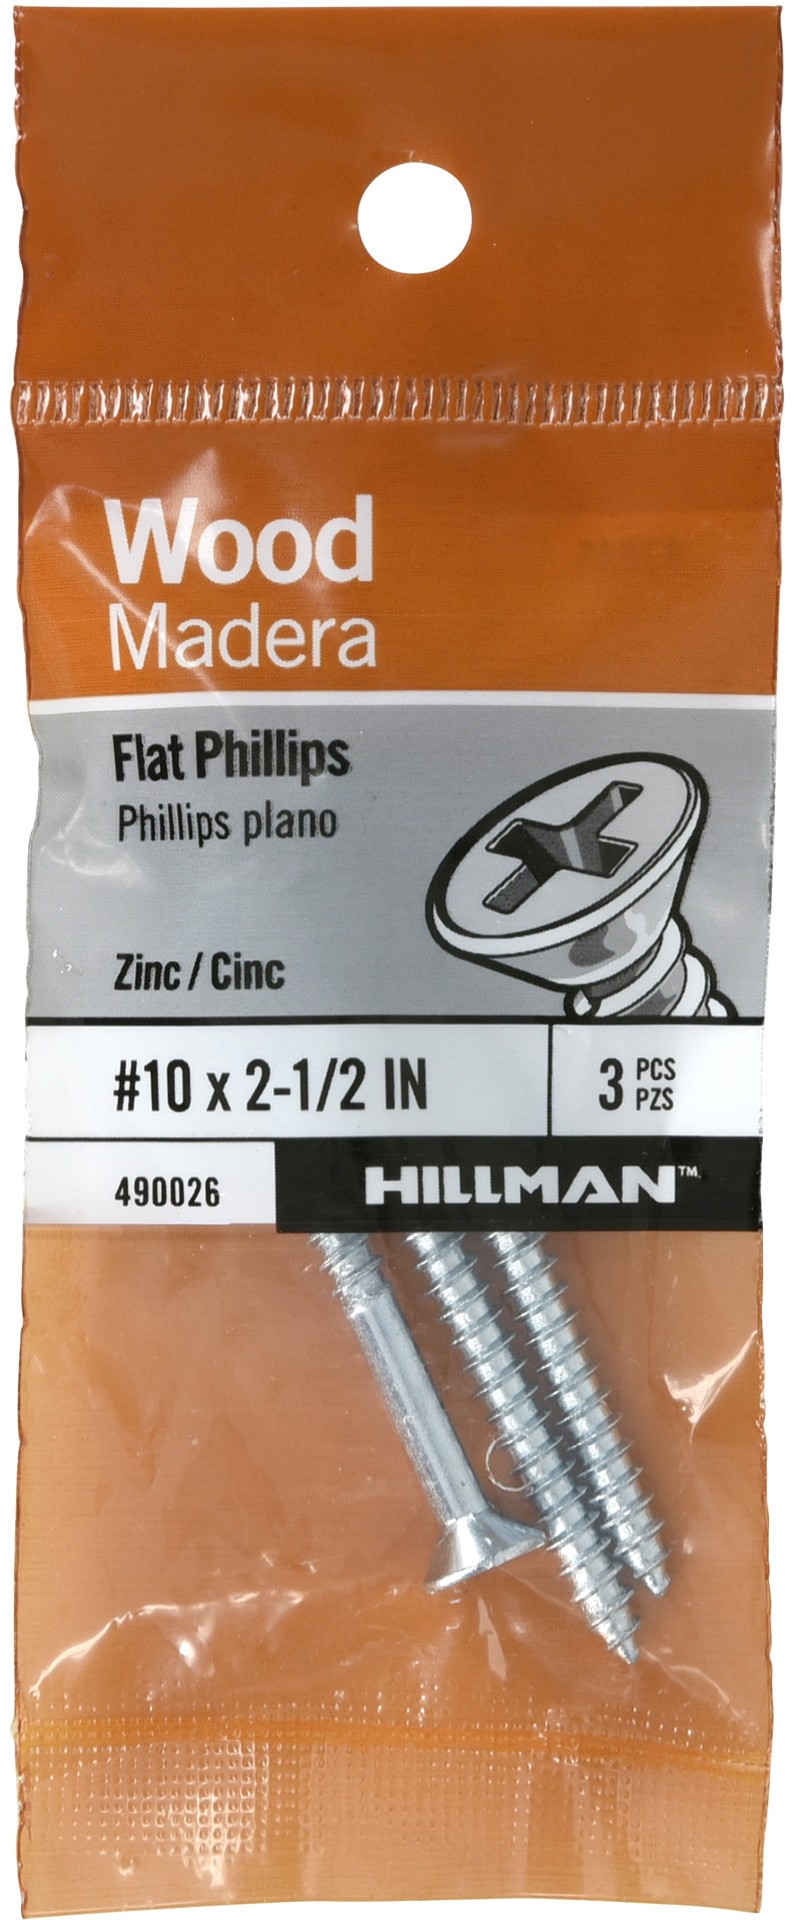 Wood
Madera
Flat Phillips
Phillips plano
Zinc / Cinc
#10 x 2-1/2 IN
3 PCS
PZS
490026
HILLMAN™